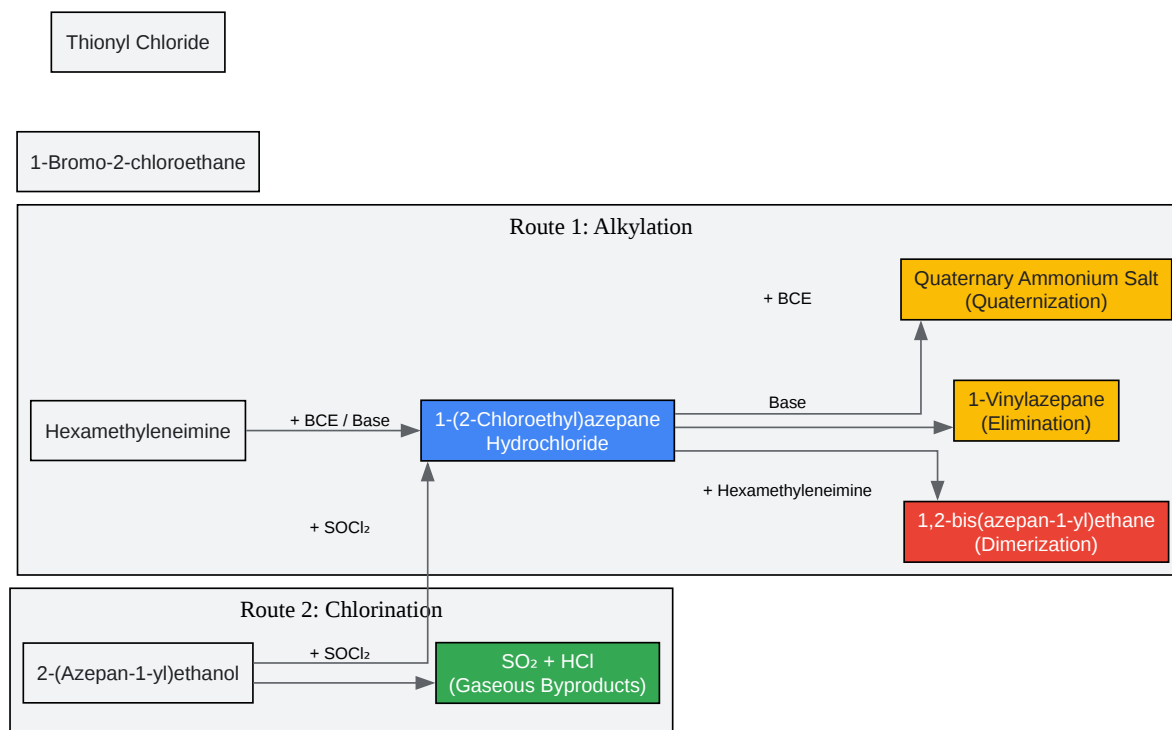 Thionyl Chloride
1-Bromo-2-chloroethane
Route 1: Alkylation
Quaternary Ammonium Salt
(Quaternization)
+ BCE
Hexamethyleneimine
+ BCE / Base
1-(2-Chloroethyl)azepane
Hydrochloride
Base
1-Vinylazepane
(Elimination)
+ Hexamethyleneimine
1,2-bis(azepan-1-yl)ethane
(Dimerization)
+ SOCl₂
Route 2: Chlorination
2-(Azepan-1-yl)ethanol
+ SOCl₂
SO₂ + HCl
(Gaseous Byproducts)